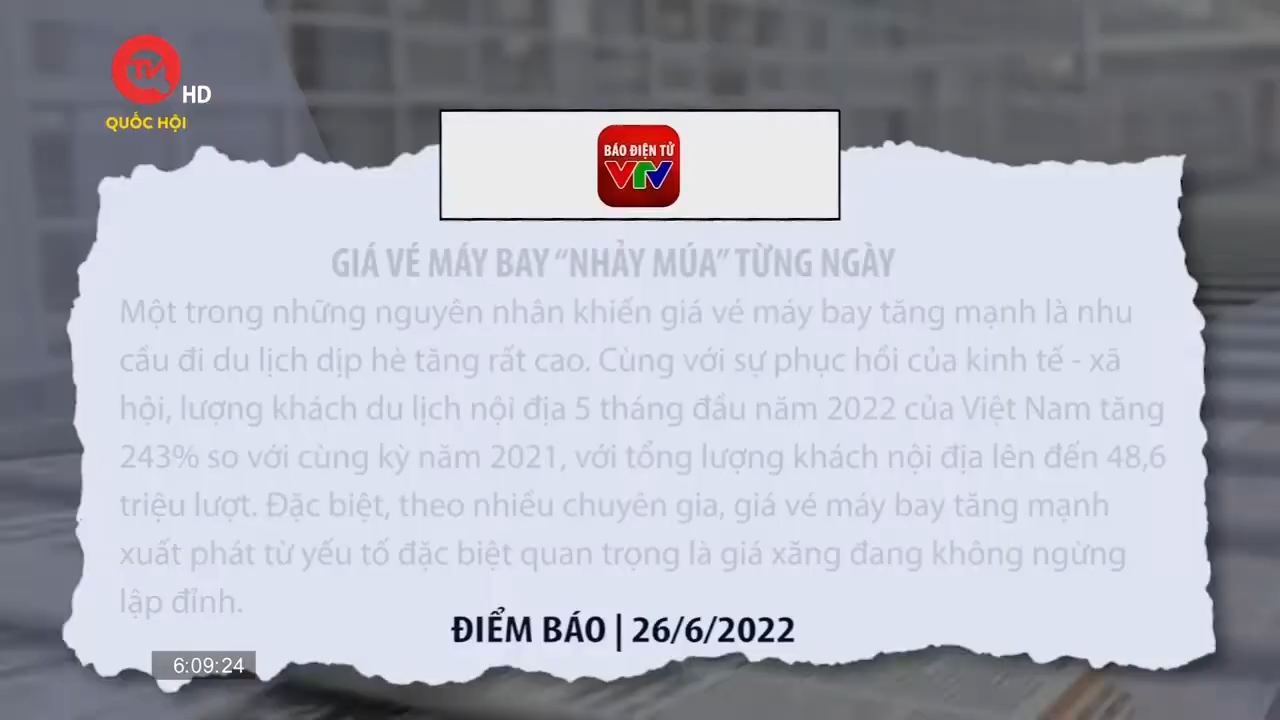 TV
HD
QUỐC HỘI
BÁO ĐIỆN TỬ
VTV
GIÁ VÉ MÁY BAY “NHẢY MÚA” TỪNG NGÀY
Một trong những nguyên nhân khiến giá vé máy bay tăng mạnh là nhu
cầu đi du lịch dịp hè tăng rất cao. Cùng với sự phục hồi của kinh tế - xã
hội, lượng khách du lịch nội địa 5 tháng đầu năm 2022 của Việt Nam tăng
243% so với cùng kỳ năm 2021, với tổng lượng khách nội địa lên đến 48,6
triệu lượt. Đặc biệt, theo nhiều chuyên gia, giá vé máy bay tăng mạnh
xuất phát từ yếu tố đặc biệt quan trọng là giá xăng đang không ngừng
lập đỉnh.
ĐIỂM BÁO | 26/6/2022
6:09:24